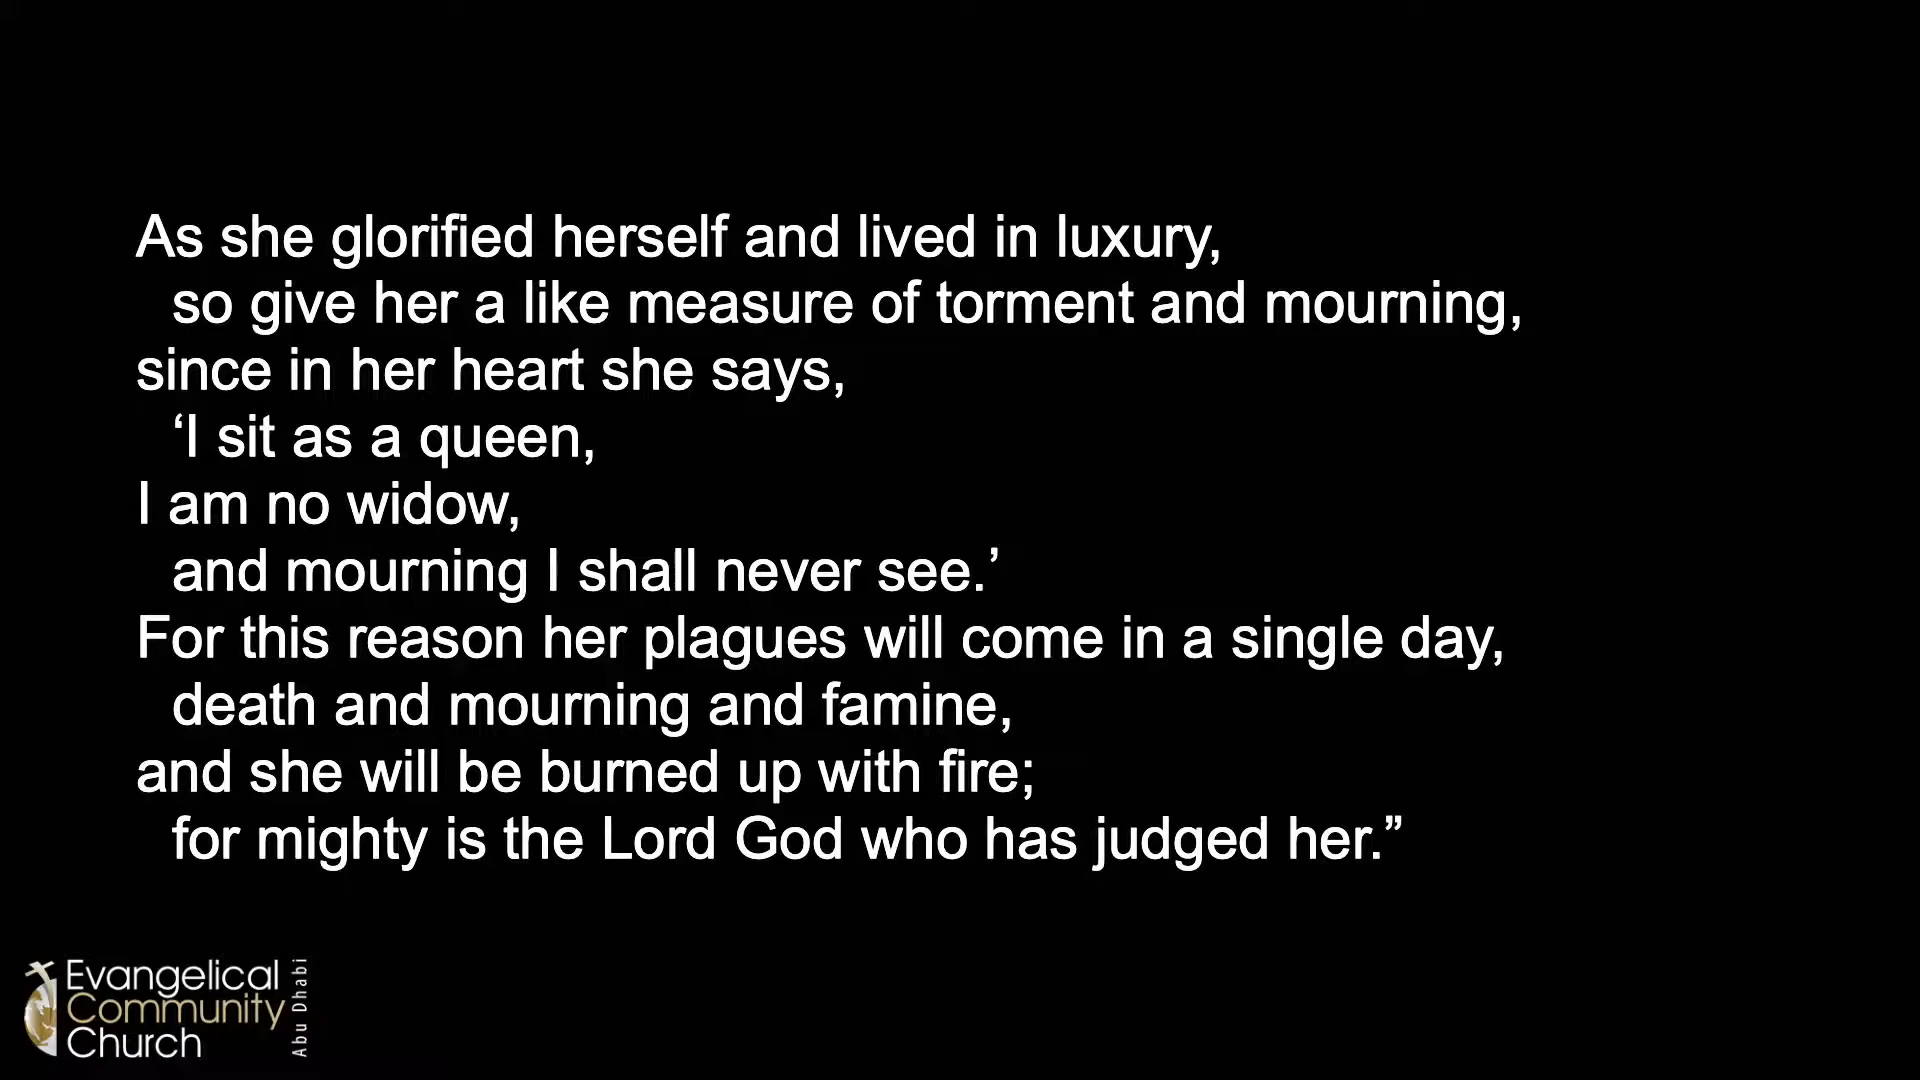 As she glorified herself and lived in luxury,
so give her a like measure of torment and mourning,
since in her heart she says,
‘I sit as a queen,
I am no widow,
and mourning I shall never see.’
For this reason her plagues will come in a single day,
death and mourning and famine,
and she will be burned up with fire;
for mighty is the Lord God who has judged her.”
Evangelical
Community
Church
Abu Dhabi